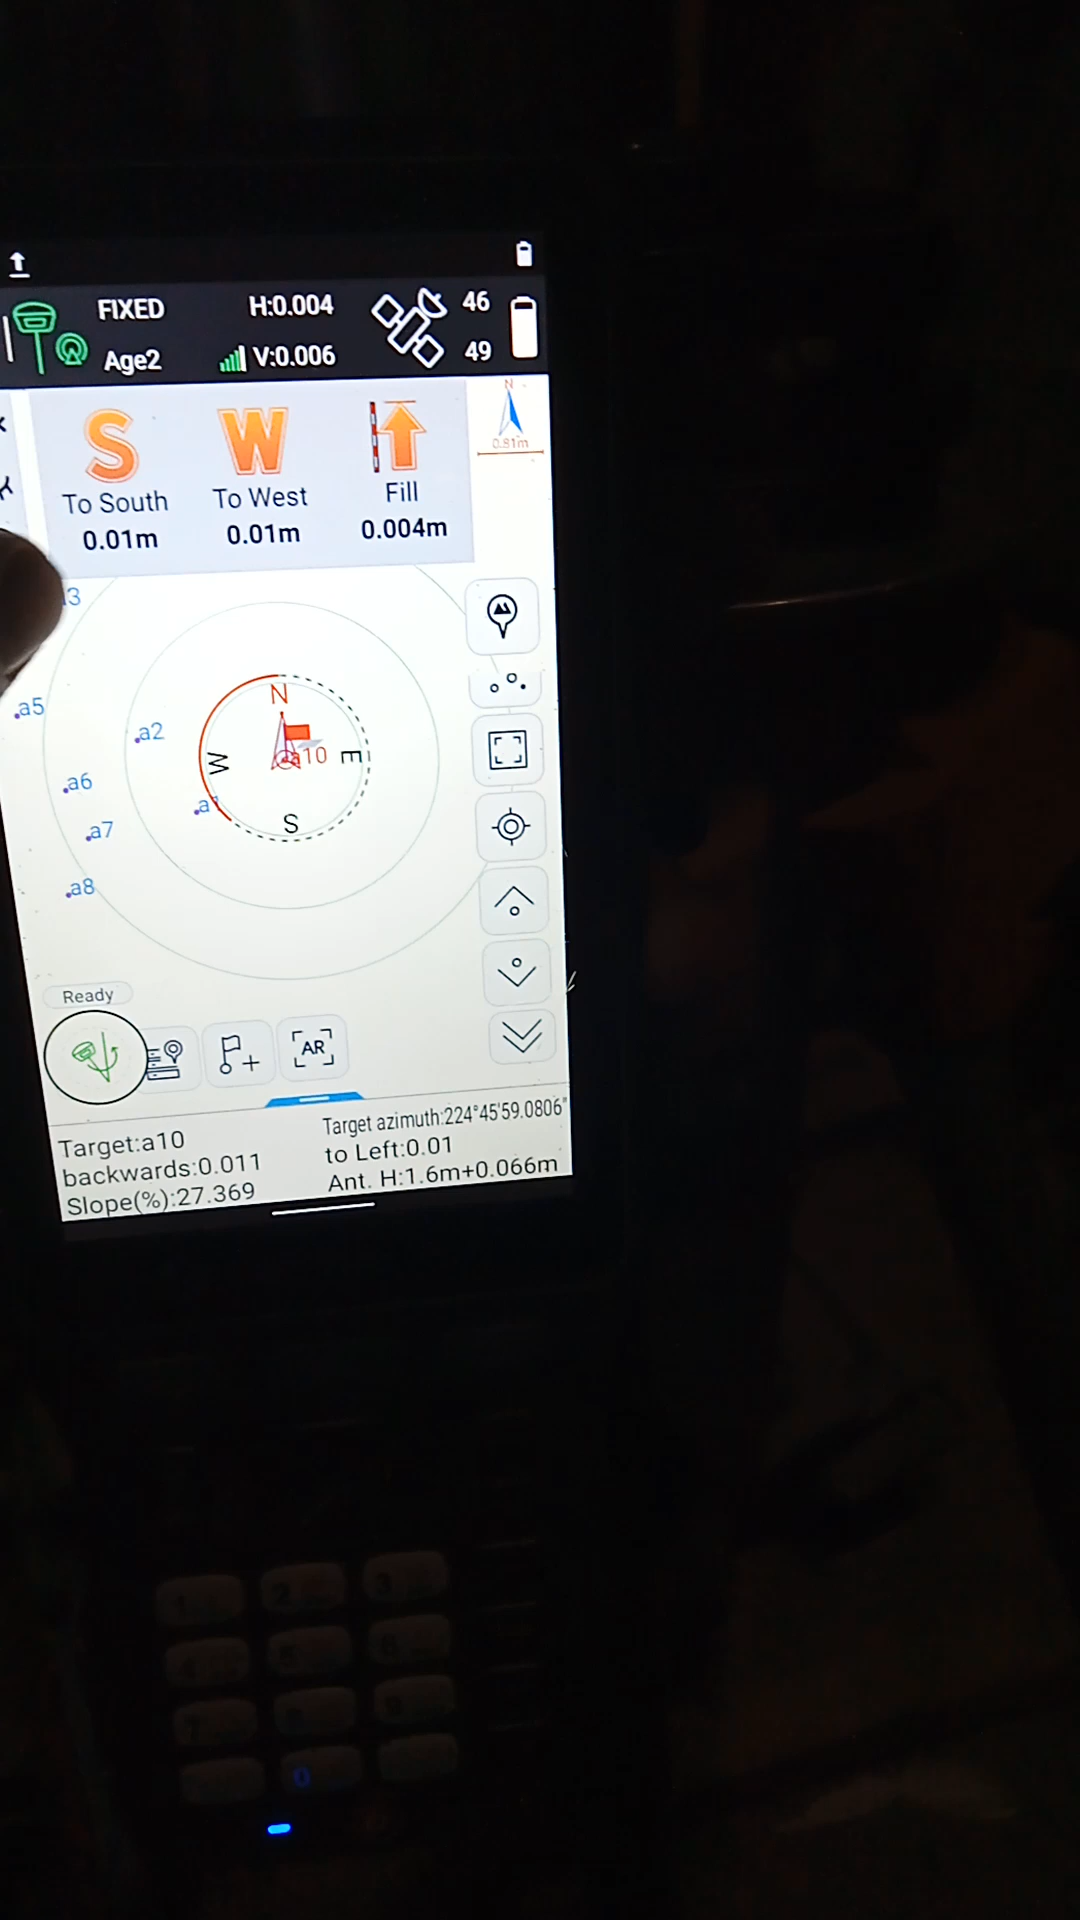 FIXED H:0.004 46
Age2 V:0.006 49
S W N
To South To West Fill 0.81m
0.01m 0.01m 0.004m
a5
a2
a6
a7
a8
N
W a10 E
S
Ready
AR
Target:a10 Target azimuth:224°45'59.0806"
backwards:0.011 to Left:0.01
Slope(%):27.369 Ant. H:1.6m+0.066m
2
0